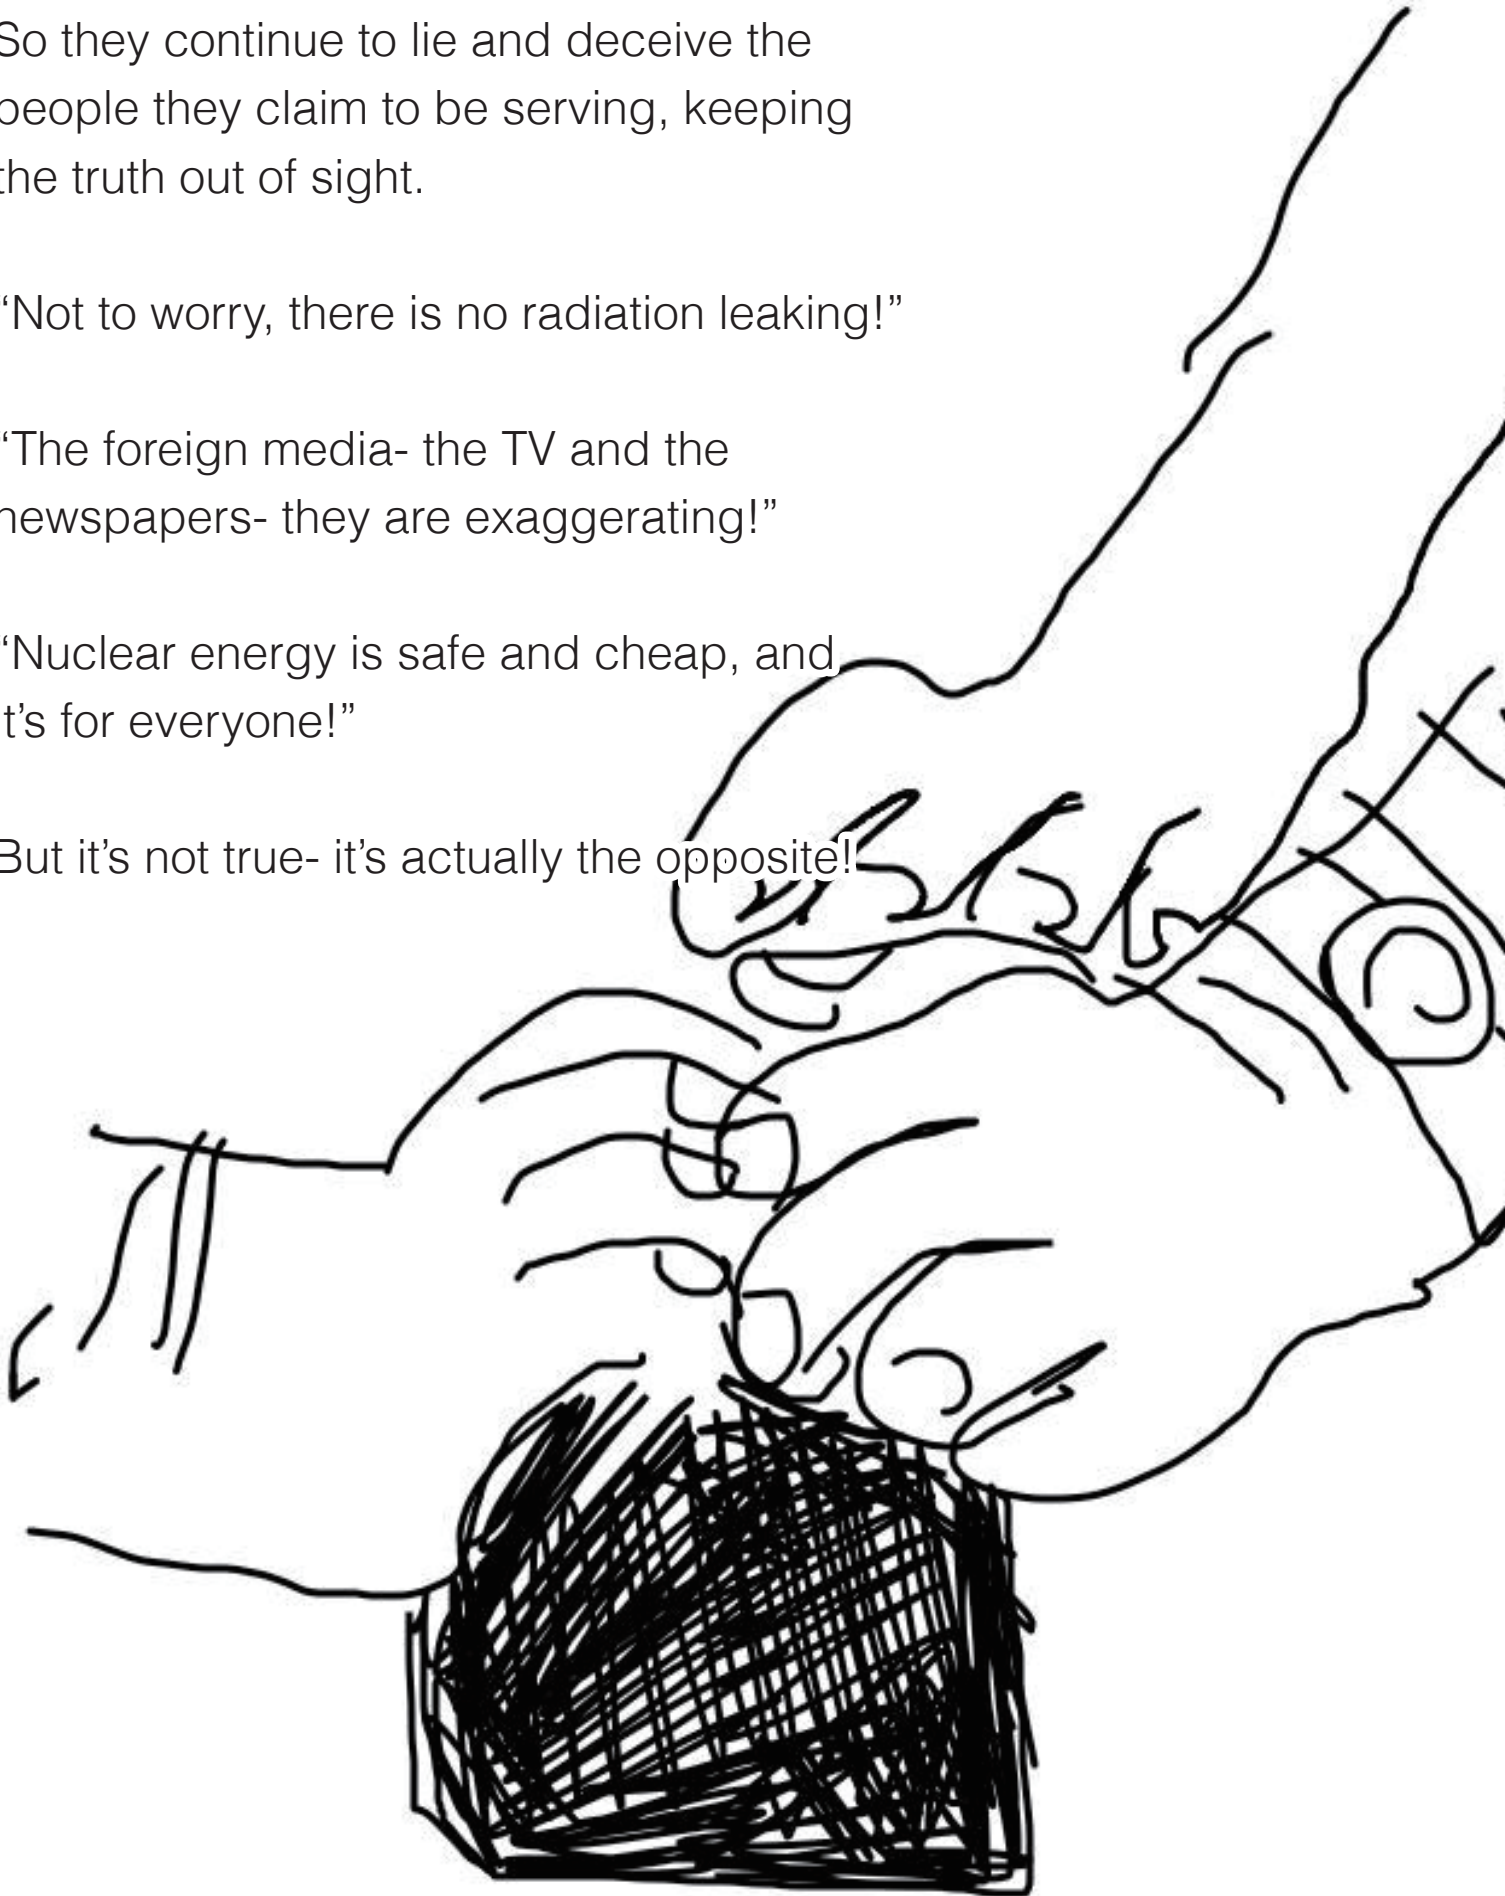 So they continue to lie and deceive the
people they claim to be serving, keeping
the truth out of sight.
“Not to worry, there is no radiation leaking!”
“The foreign media- the TV and the
newspapers- they are exaggerating!”
“Nuclear energy is safe and cheap, and
it’s for everyone!”
But it’s not true- it’s actually the opposite!